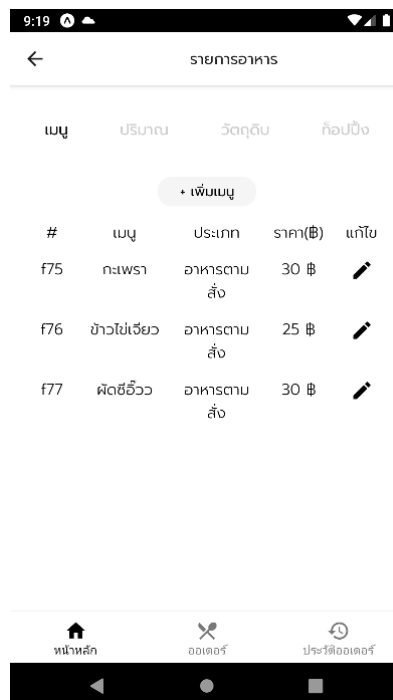 9:19
รายการอาหาร
เมนู ปริมาณ วัตถุดิบ ท็อปปิ้ง
+ เพิ่มเมนู
# เมนู ประเภท ราคา(฿) แก้ไข
f75 กะเพรา อาหารตาม 30 ฿
สั่ง
f76 ข้าวไข่เจียว อาหารตาม 25 ฿
สั่ง
f77 ผัดซีอิ๊วว อาหารตาม 30 ฿
สั่ง
หน้าหลัก ออเดอร์ ประวัติออเดอร์